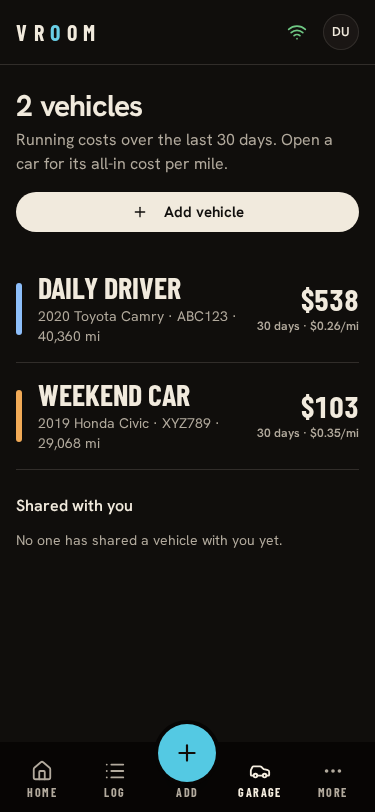 VROOM
DU
2 vehicles
Running costs over the last 30 days. Open a
car for its all-in cost per mile.
Add vehicle
DAILY DRIVER
2020 Toyota Camry · ABC123 ·
40,360 mi
$538
30 days · $0.26/mi
WEEKEND CAR
2019 Honda Civic · XYZ789 ·
29,068 mi
$103
30 days · $0.35/mi
Shared with you
No one has shared a vehicle with you yet.
HOME
LOG
ADD
GARAGE
MORE